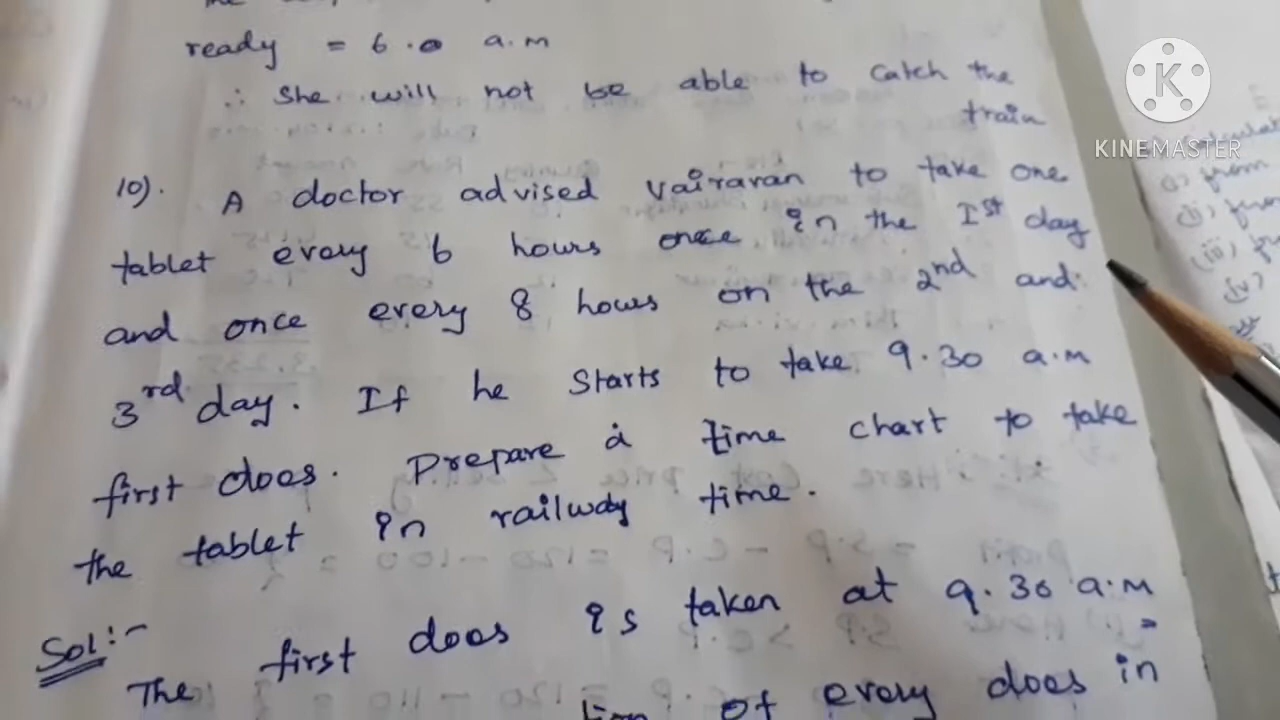 ready = 6.0 a.m
∴ She will not be able to catch the
train
10). A doctor advised Vairavan to take one
tablet every 6 hours once in the Ist day
and once every 8 hours on the 2nd and
3rd day. If he starts to take 9.30 a.m
first does. Prepare a time chart to take
the tablet in railway time.
Sol:-
The first does is taken at 9.30 a.m
of every does in
K
KINEMASTER